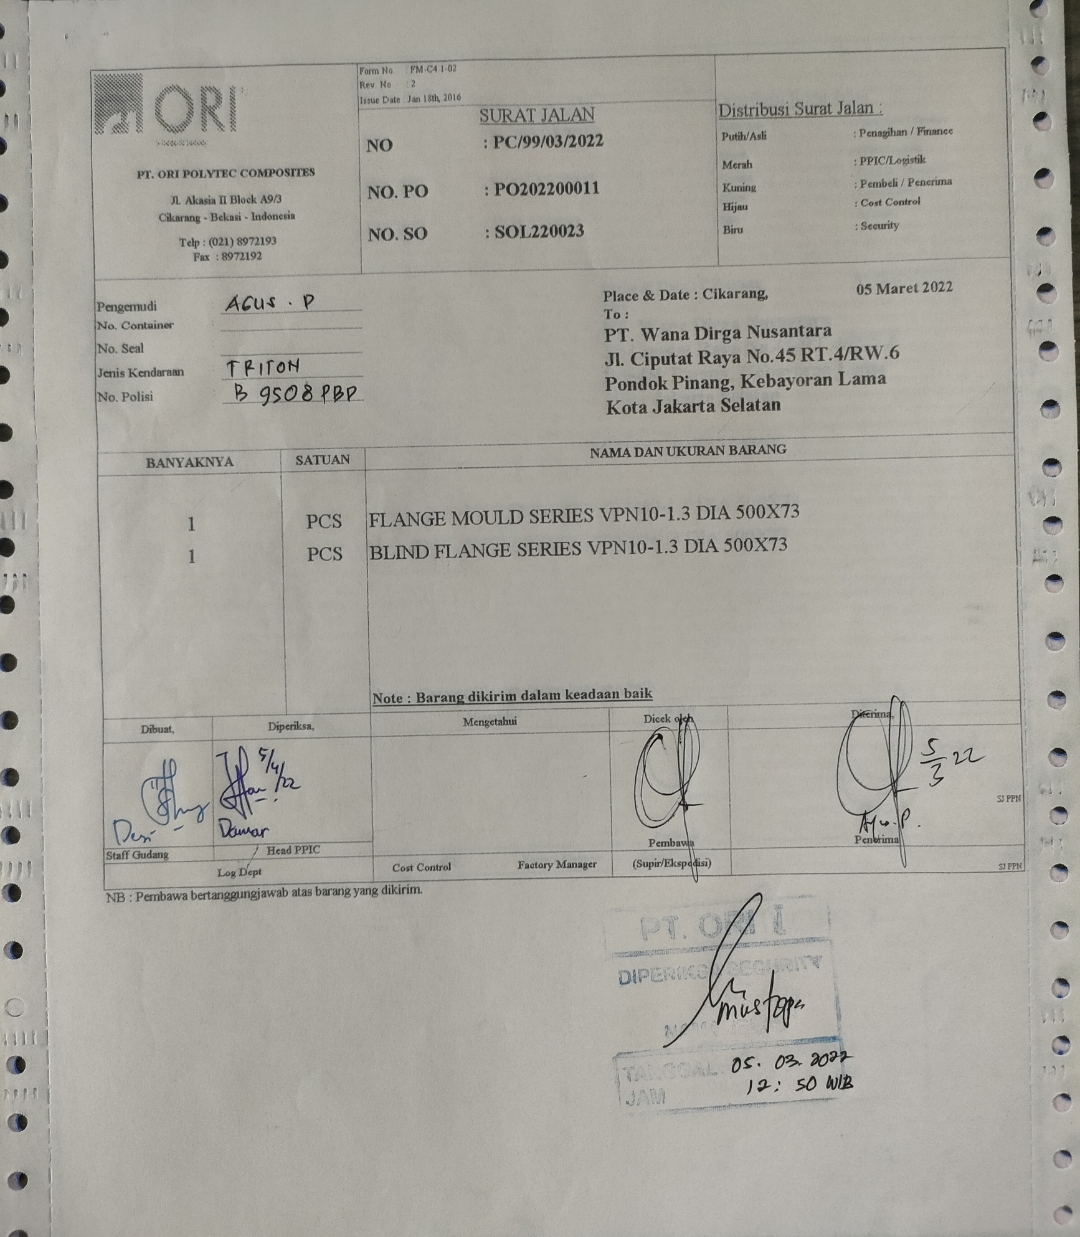 ORI
PT. ORI POLYTEC COMPOSITES
Jl. Akasia II Block A9/3
Cikarang - Bekasi - Indonesia
Telp : (021) 8972193
Fax : 8972192
Form No : FM-C4.1-02
Rev. No : 2
Issue Date Jan 18th, 2016
SURAT JALAN
NO : PC/99/03/2022
NO. PO : PO202200011
NO. SO : SOL220023
Distribusi Surat Jalan :
Putih/Asli : Penagihan / Finance
Merah : PPIC/Logistik
Kuning : Pembeli / Penerima
Hijau : Cost Control
Biru : Security
Pengemudi AGUS . P
No. Container
No. Seal
Jenis Kendaraan TRITON
No. Polisi B 9508 PBP
Place & Date : Cikarang, 05 Maret 2022
To :
PT. Wana Dirga Nusantara
Jl. Ciputat Raya No.45 RT.4/RW.6
Pondok Pinang, Kebayoran Lama
Kota Jakarta Selatan
BANYAKNYA SATUAN NAMA DAN UKURAN BARANG
1 PCS FLANGE MOULD SERIES VPN10-1.3 DIA 500X73
1 PCS BLIND FLANGE SERIES VPN10-1.3 DIA 500X73
Note : Barang dikirim dalam keadaan baik
Dibuat, Diperiksa, Mengetahui Dicek oleh Diterima,
5/4/22
5/3 22
SJ PPN
Desi Damar
Agus.P.
Staff Gudang Head PPIC Pembawa Penerima
Log Dept Cost Control Factory Manager (Supir/Ekspedisi) SJ PPN
NB : Pembawa bertanggungjawab atas barang yang dikirim.
PT. ORI
DIPERIKSA SECURITY
mustopa
TANGGAL 05. 03. 2022
JAM 12 : 50 WIB